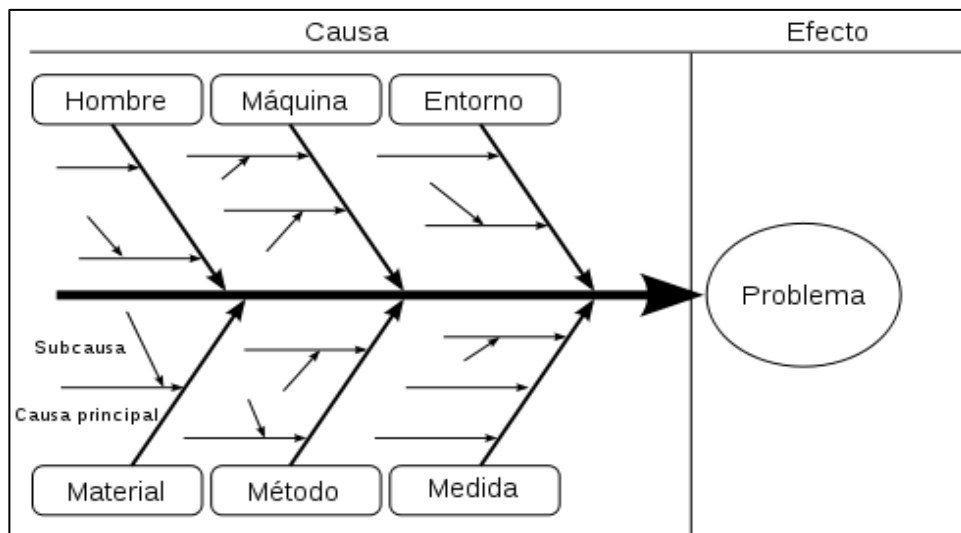 Causa
Efecto
Hombre
Máquina
Entorno
Problema
Subcausa
Causa principal
Material
Método
Medida